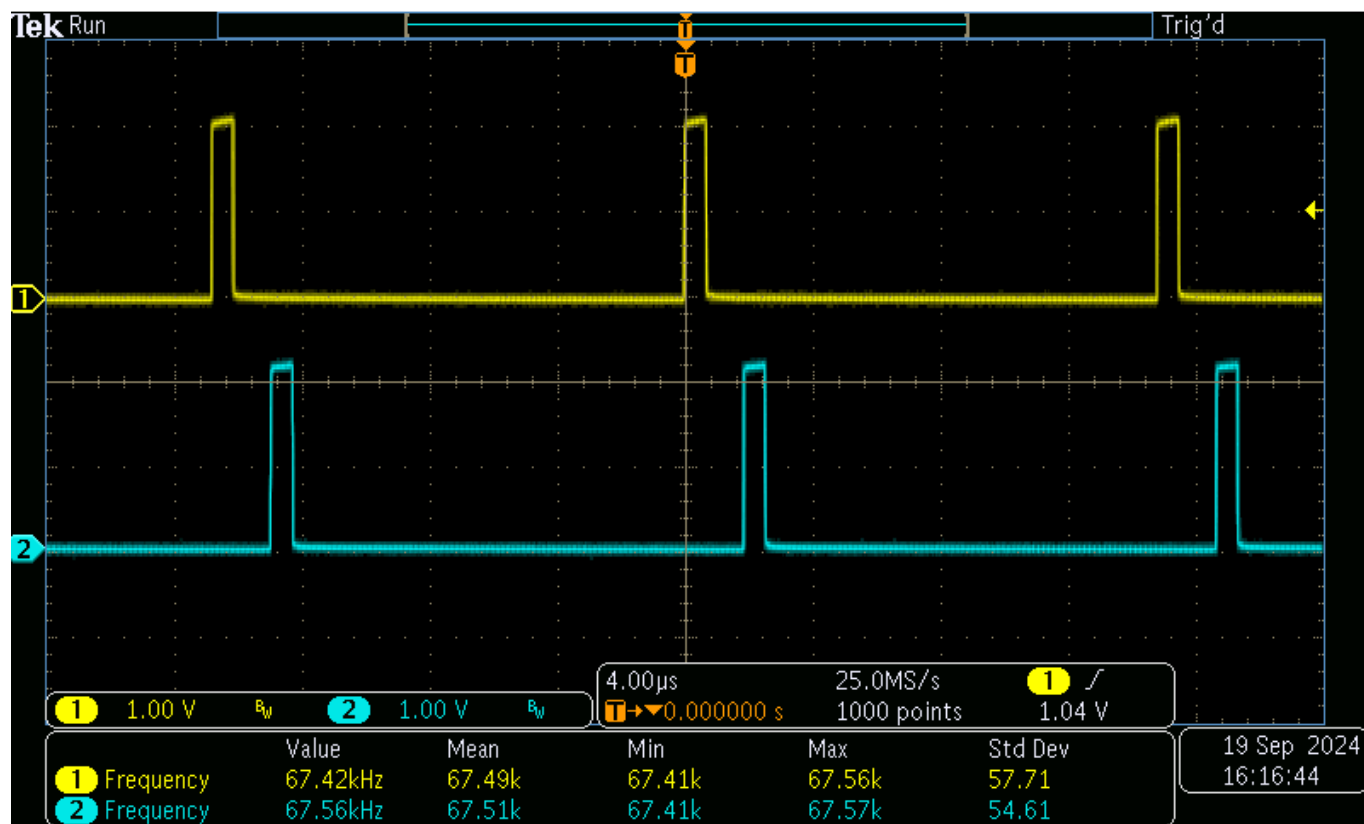 Tek Run Trig'd
T
T
1
2
4.00µs 25.0MS/s 1 ∫
1 1.00 V BW 2 1.00 V BW T→▼0.000000 s 1000 points 1.04 V
Value Mean Min Max Std Dev 19 Sep 2024
1 Frequency 67.42kHz 67.49k 67.41k 67.56k 57.71 16:16:44
2 Frequency 67.56kHz 67.51k 67.41k 67.57k 54.61